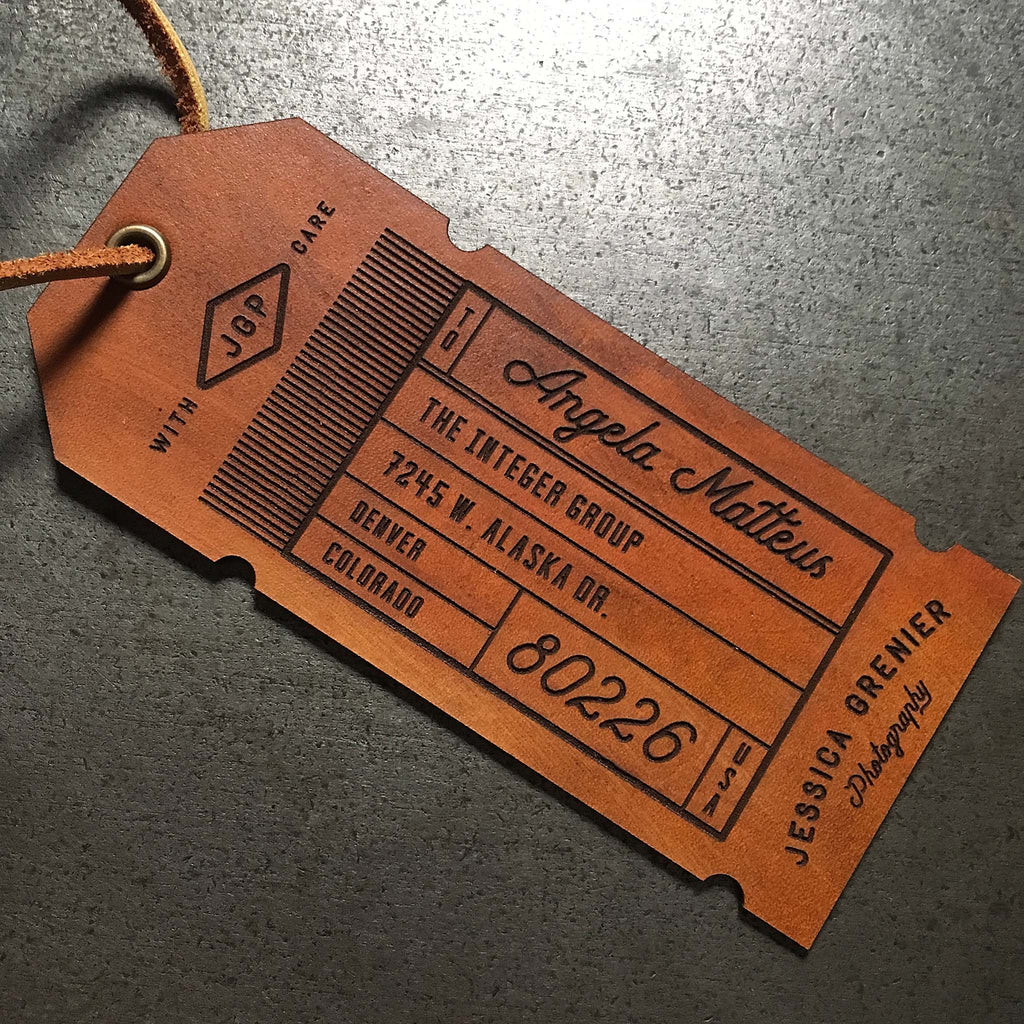 WITH JGP CARE
TO
Angela Matteus
THE INTEGER GROUP
7245 W. ALASKA DR.
DENVER
COLORADO
80226
USA
JESSICA GRENIER
Photography